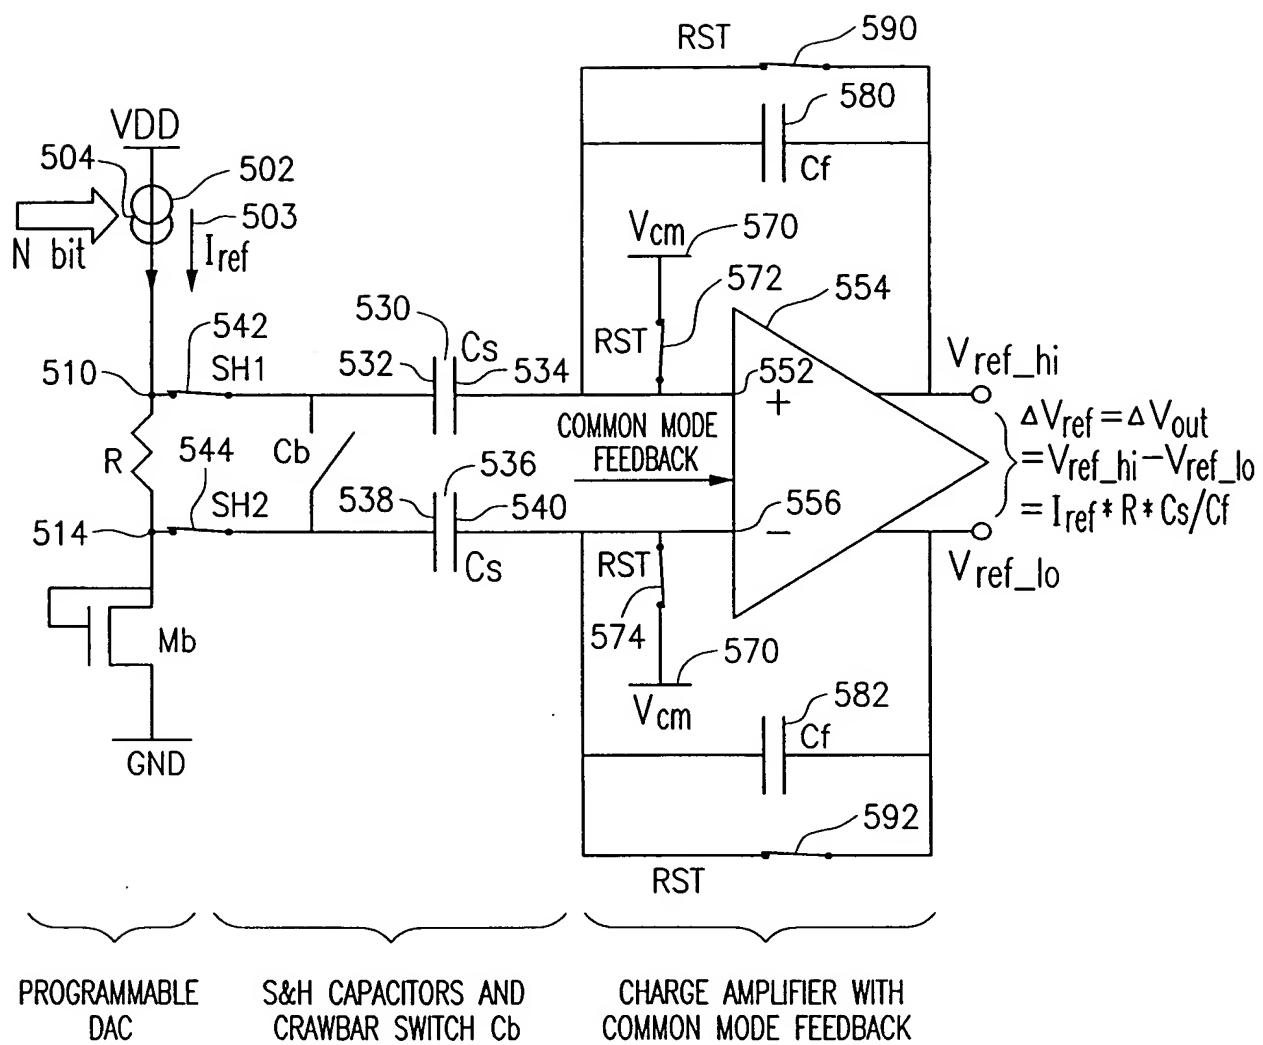 RST
590
580
Cf
VDD
504
502
503
N bit
Iref
Vcm
570
572
554
RST
542
530
510
SH1
532
Cs
534
552
Vref_hi
+
R
544
Cb
COMMON MODE
FEEDBACK
536
538
540
SH2
514
Cs
556
−
ΔVref = ΔVout
= Vref_hi − Vref_lo
= Iref * R * Cs/Cf
Vref_lo
RST
574
Mb
570
Vcm
582
Cf
GND
592
RST
PROGRAMMABLE
DAC
S&H CAPACITORS AND
CRAWBAR SWITCH Cb
CHARGE AMPLIFIER WITH
COMMON MODE FEEDBACK